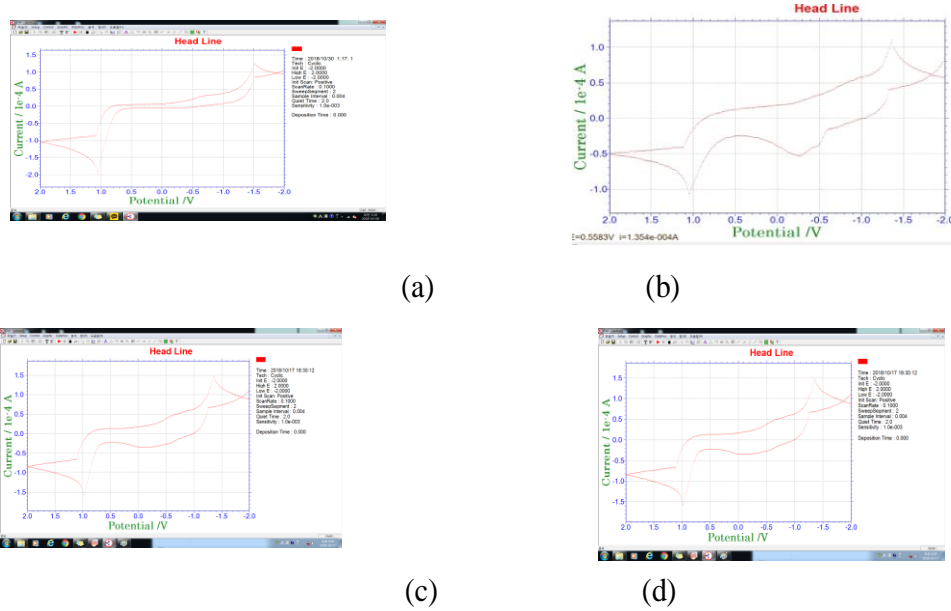 Head Line
Current / 1e-4 A
1.5
1.0
0.5
0.0
-0.5
-1.0
-1.5
-2.0
2.0 1.5 1.0 0.5 0.0 -0.5 -1.0 -1.5 -2.0
Potential /V
Time : 2018/10/30 1:17: 1
Tech : Cyclic
Init E : -2.0000
High E : 2.0000
Low E : -2.0000
Init Scan: Positive
ScanRate : 0.1000
SweepSegment : 2
Sample Interval : 0.004
Quiet Time : 2.0
Sensitivity : 1.0e-003
Deposition Time : 0.000
Head Line
Current / 1e-4 A
1.0
0.5
0.0
-0.5
-1.0
2.0 1.5 1.0 0.5 0.0 -0.5 -1.0 -1.5 -2.0
Potential /V
E=0.5583V i=1.354e-004A
(a) (b)
Head Line
Current / 1e-4 A
1.5
1.0
0.5
0.0
-0.5
-1.0
-1.5
2.0 1.5 1.0 0.5 0.0 -0.5 -1.0 -1.5 -2.0
Potential /V
Time : 2018/10/17 16:30:12
Tech : Cyclic
Init E : -2.0000
High E : 2.0000
Low E : -2.0000
Init Scan: Positive
ScanRate : 0.1000
SweepSegment : 2
Sample Interval : 0.004
Quiet Time : 2.0
Sensitivity : 1.0e-003
Deposition Time : 0.000
Head Line
Current / 1e-4 A
1.5
1.0
0.5
0.0
-0.5
-1.0
-1.5
2.0 1.5 1.0 0.5 0.0 -0.5 -1.0 -1.5 -2.0
Potential /V
Time : 2018/10/17 16:30:12
Tech : Cyclic
Init E : -2.0000
High E : 2.0000
Low E : -2.0000
Init Scan: Positive
ScanRate : 0.1000
SweepSegment : 2
Sample Interval : 0.004
Quiet Time : 2.0
Sensitivity : 1.0e-003
Deposition Time : 0.000
(c) (d)